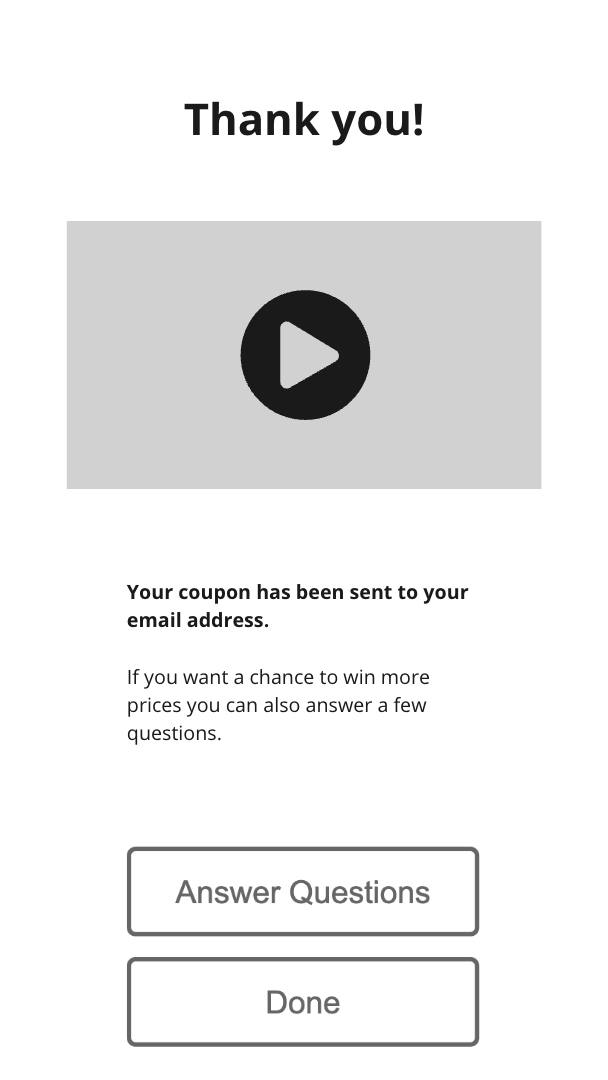 Thank you!
Your coupon has been sent to your
email address.
If you want a chance to win more
prices you can also answer a few
questions.
Answer Questions
Done